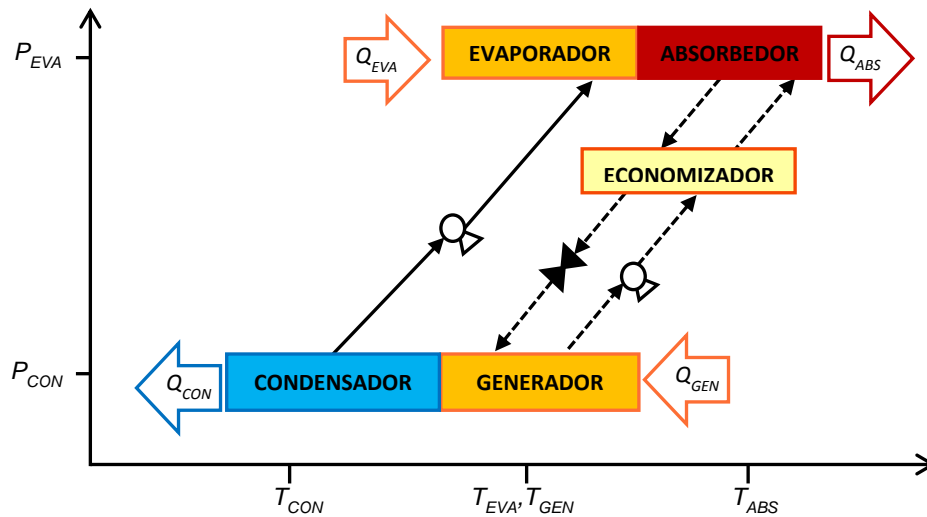 P_EVA
Q_EVA
EVAPORADOR
ABSORBEDOR
Q_ABS
ECONOMIZADOR
P_CON
Q_CON
CONDENSADOR
GENERADOR
Q_GEN
T_CON
T_EVA, T_GEN
T_ABS